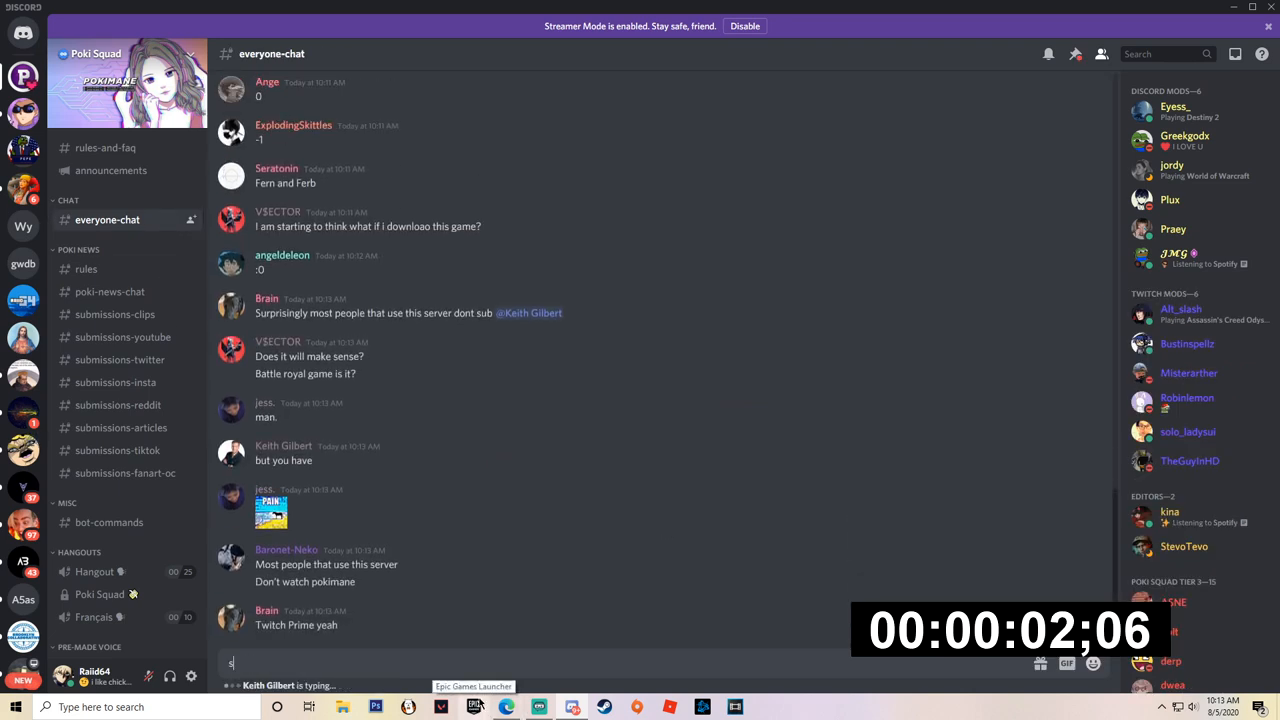 DISCORD
Streamer Mode is enabled. Stay safe, friend.
Disable
Poki Squad
POKIMANE
rules-and-faq
announcements
CHAT
everyone-chat
POKI NEWS
rules
poki-news-chat
submissions-clips
submissions-youtube
submissions-twitter
submissions-insta
submissions-reddit
submissions-articles
submissions-tiktok
submissions-fanart-oc
MISC
bot-commands
HANGOUTS
Hangout 00 25
Poki Squad
Français 00 10
PRE-MADE VOICE
Raiid64
i like chick...
6
Wy
gwdb
1
37
97
A3
43
A5as
NEW
everyone-chat
Search
Ange Today at 10:11 AM
0
ExplodingSkittles Today at 10:11 AM
-1
Seratonin Today at 10:11 AM
Fern and Ferb
V$ECTOR Today at 10:11 AM
I am starting to think what if i downloao this game?
angeldeleon Today at 10:12 AM
:0
Brain Today at 10:13 AM
Surprisingly most people that use this server dont sub @Keith Gilbert
V$ECTOR Today at 10:13 AM
Does it will make sense?
Battle royal game is it?
jess. Today at 10:13 AM
man.
Keith Gilbert Today at 10:13 AM
but you have
jess. Today at 10:13 AM
PAIN
Baronet-Neko Today at 10:13 AM
Most people that use this server
Don't watch pokimane
Brain Today at 10:13 AM
Twitch Prime yeah
s
GIF
Keith Gilbert is typing...
Epic Games Launcher
DISCORD MODS—6
Eyess_
Playing Destiny 2
Greekgodx
I LOVE U
jordy
Playing World of Warcraft
Plux
Praey
JMG
Listening to Spotify
TWITCH MODS—6
Alt_slash
Playing Assassin's Creed Odys...
Bustinspellz
Misterarther
Robinlemon
solo_ladysui
TheGuyInHD
EDITORS—2
kina
Listening to Spotify
StevoTevo
POKI SQUAD TIER 3—15
derp
dwea
00:00:02;06
Type here to search
10:13 AM
8/5/2020
2